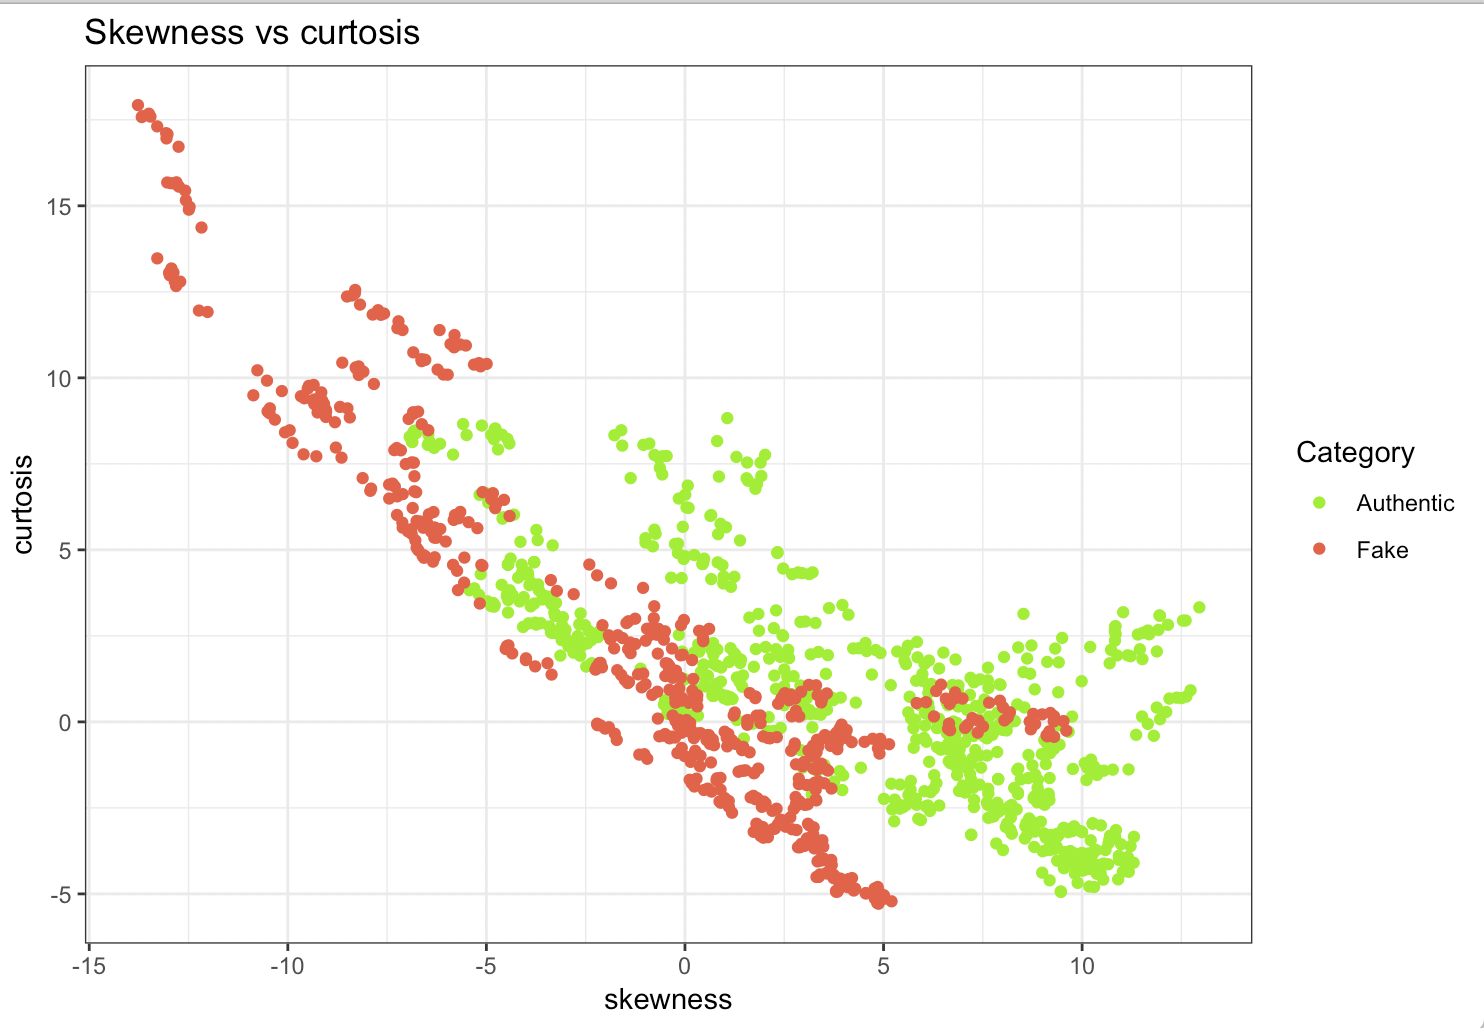 Skewness vs curtosis
15
10
5
0
-5
curtosis
-15
-10
-5
0
5
10
skewness
Category
Authentic
Fake